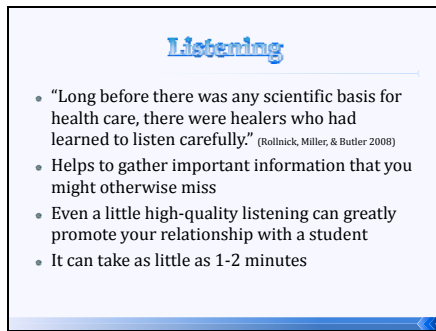 Listening
“Long before there was any scientific basis for
health care, there were healers who had
learned to listen carefully.” (Rollnick, Miller, & Butler 2008)
Helps to gather important information that you
might otherwise miss
Even a little high-quality listening can greatly
promote your relationship with a student
It can take as little as 1-2 minutes